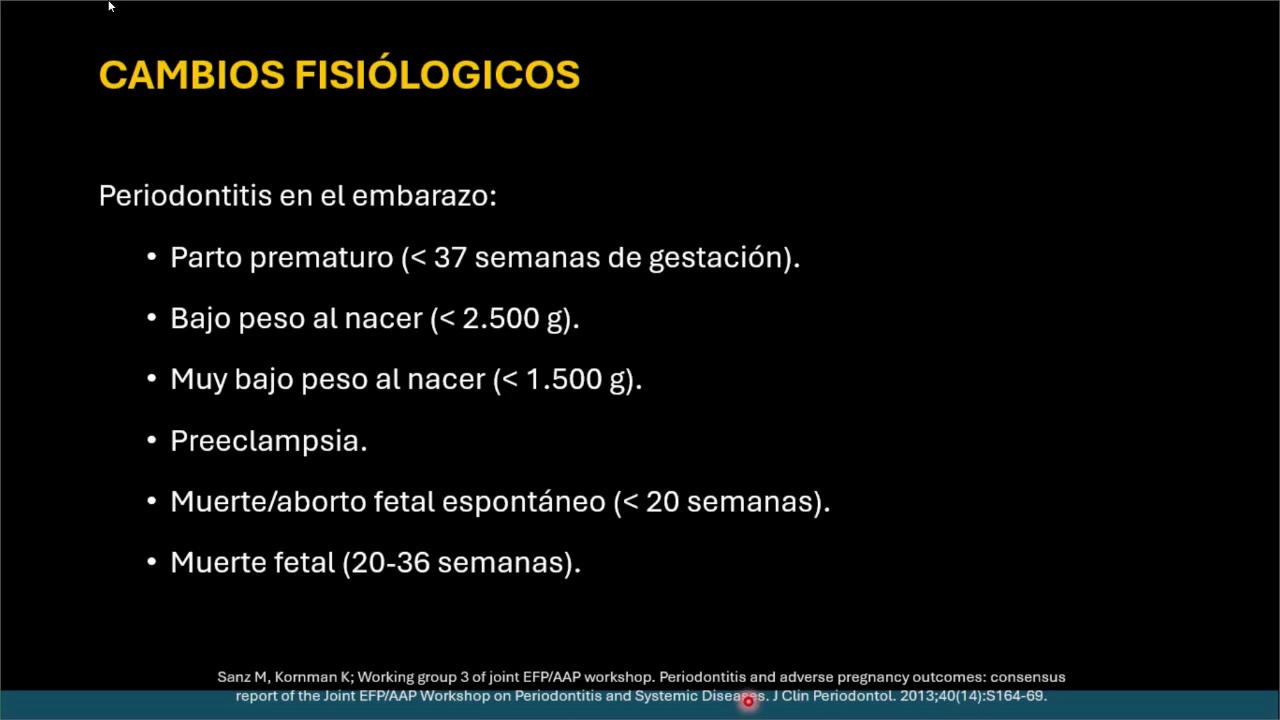 CAMBIOS FISIÓLOGICOS
Periodontitis en el embarazo:
• Parto prematuro (< 37 semanas de gestación).
• Bajo peso al nacer (< 2.500 g).
• Muy bajo peso al nacer (< 1.500 g).
• Preeclampsia.
• Muerte/aborto fetal espontáneo (< 20 semanas).
• Muerte fetal (20-36 semanas).
Sanz M, Kornman K; Working group 3 of joint EFP/AAP workshop. Periodontitis and adverse pregnancy outcomes: consensus
report of the Joint EFP/AAP Workshop on Periodontitis and Systemic Diseases. J Clin Periodontol. 2013;40(14):S164-69.